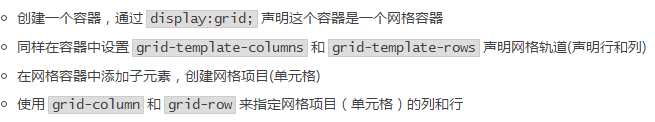 创建一个容器，通过 display:grid; 声明这个容器是一个网格容器
同样在容器中设置 grid-template-columns 和 grid-template-rows 声明网格轨道(声明行和列)
在网格容器中添加子元素，创建网格项目(单元格)
使用 grid-column 和 grid-row 来指定网格项目（单元格）的列和行